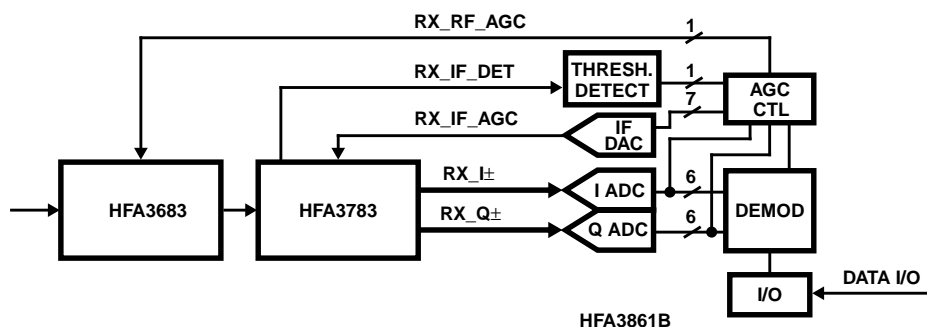 RX_RF_AGC
1
RX_IF_DET
THRESH.
DETECT
1
AGC
CTL
RX_IF_AGC
IF
DAC
7
HFA3683
HFA3783
RX_I±
I ADC
6
RX_Q±
Q ADC
6
DEMOD
I/O
DATA I/O
HFA3861B